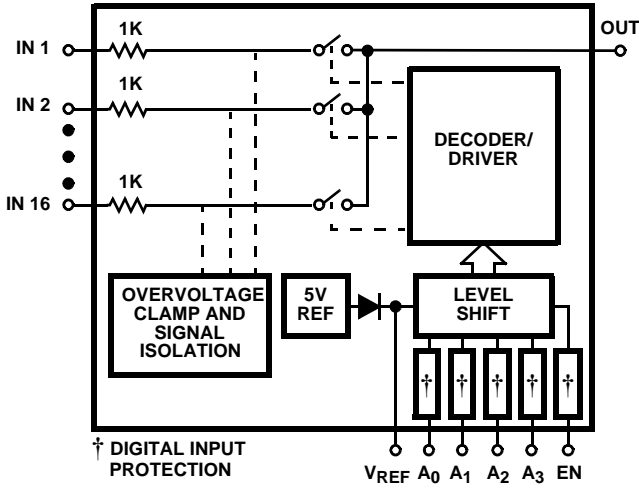 1K
OUT
IN 1
1K
IN 2
DECODER/
DRIVER
1K
IN 16
OVERVOLTAGE
CLAMP AND
SIGNAL
ISOLATION
5V
REF
LEVEL
SHIFT
† † † † †
† DIGITAL INPUT
PROTECTION
VREF A0 A1 A2 A3 EN